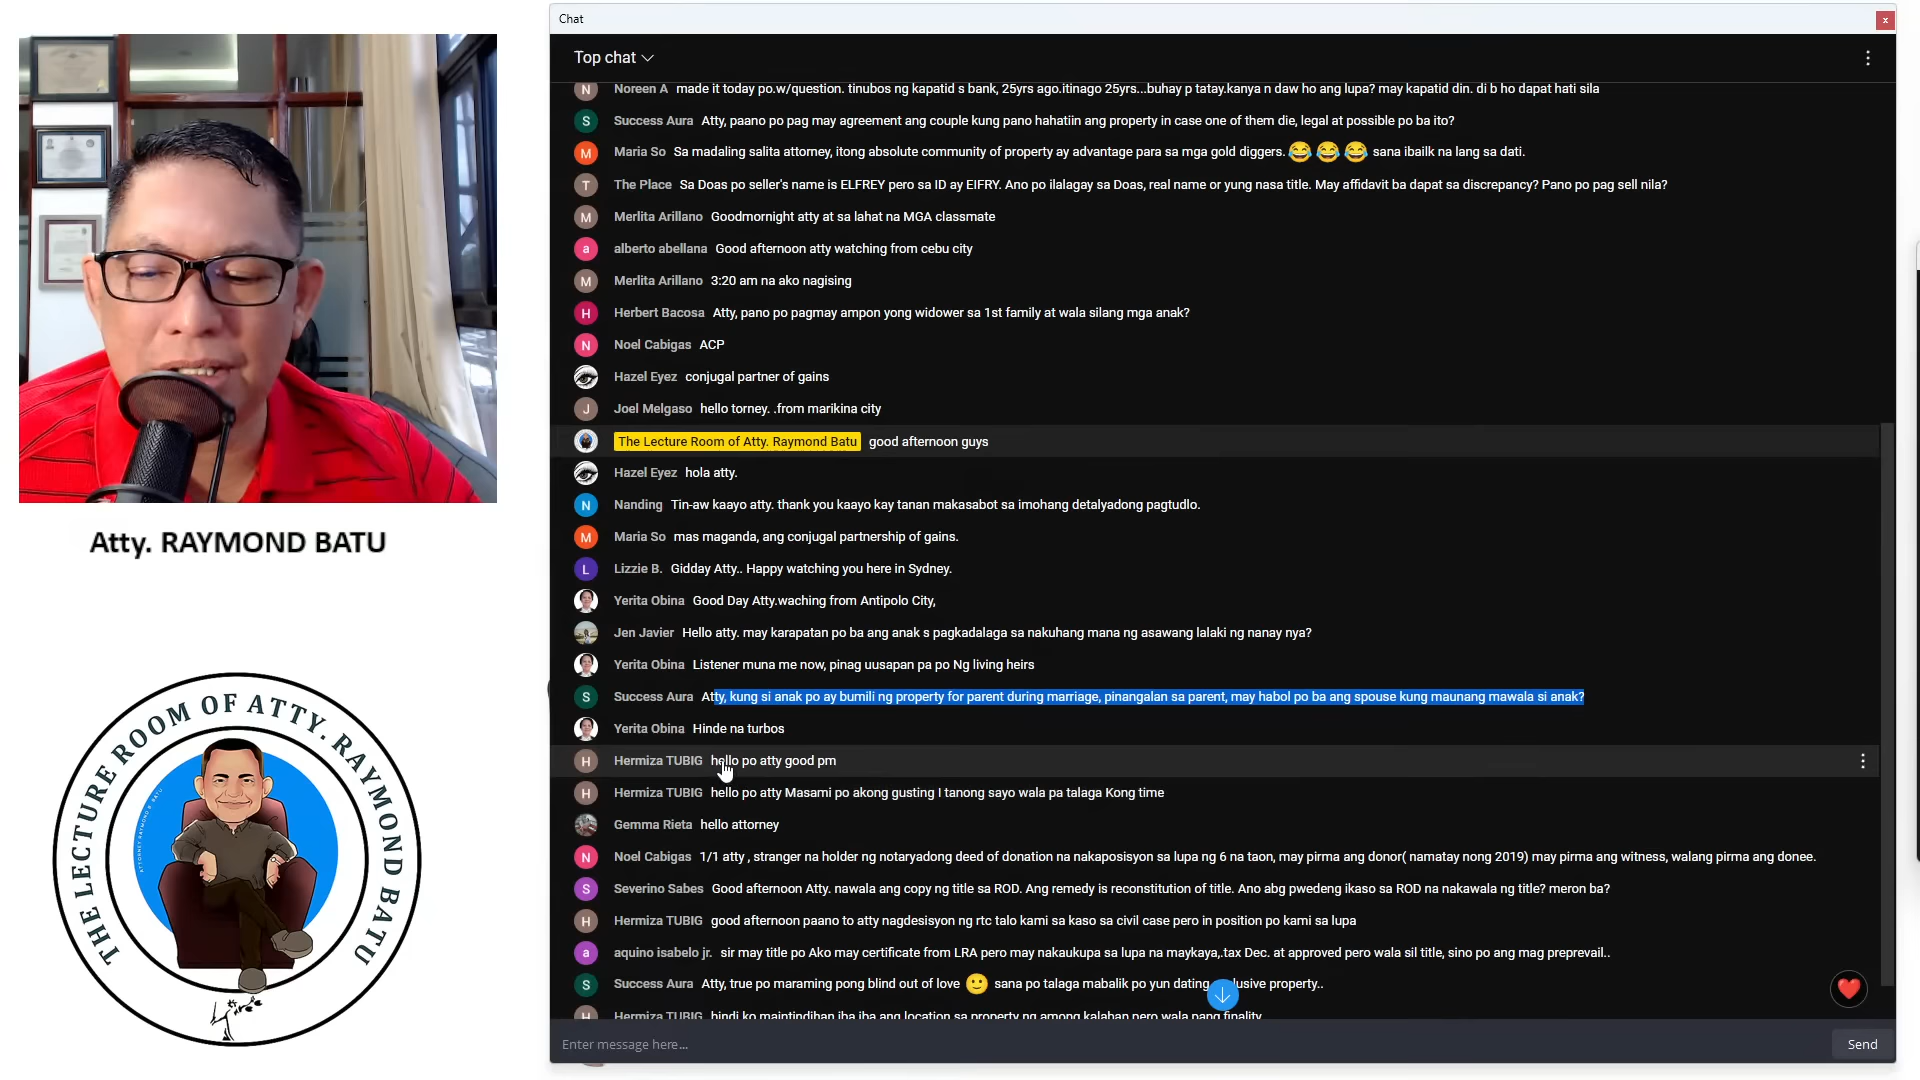 Chat
Top chat
Noreen A made it today po.w/question. tinubos ng kapatid s bank, 25yrs ago.itinago 25yrs...buhay p tatay.kanya n daw ho ang lupa? may kapatid din. di b ho dapat hati sila
Success Aura Atty, paano po pag may agreement ang couple kung pano hahatiin ang property in case one of them die, legal at possible po ba ito?
Maria So Sa madaling salita attorney, itong absolute community of property ay advantage para sa mga gold diggers.😂😂😂 sana ibailk na lang sa dati.
The Place Sa Doas po seller's name is ELFREY pero sa ID ay EIFRY. Ano po ilalagay sa Doas, real name or yung nasa title. May affidavit ba dapat sa discrepancy? Pano po pag sell nila?
Merlita Arillano Goodmornight atty at sa lahat na MGA classmate
alberto abellana Good afternoon atty watching from cebu city
Merlita Arillano 3:20 am na ako nagising
Herbert Bacosa Atty, pano po pagmay ampon yong widower sa 1st family at wala silang mga anak?
Noel Cabigas ACP
Hazel Eyez conjugal partner of gains
Joel Melgaso hello torney. .from marikina city
The Lecture Room of Atty. Raymond Batu good afternoon guys
Hazel Eyez hola atty.
Nanding Tin-aw kaayo atty. thank you kaayo kay tanan makasabot sa imohang detalyadong pagtudlo.
Maria So mas maganda, ang conjugal partnership of gains.
Lizzie B. Gidday Atty.. Happy watching you here in Sydney.
Yerita Obina Good Day Atty.waching from Antipolo City,
Jen Javier Hello atty. may karapatan po ba ang anak s pagkadalaga sa nakuhang mana ng asawang lalaki ng nanay nya?
Yerita Obina Listener muna me now, pinag uusapan pa po Ng living heirs
Success Aura Atty, kung si anak po ay bumili ng property for parent during marriage, pinangalan sa parent, may habol po ba ang spouse kung maunang mawala si anak?
Yerita Obina Hinde na turbos
Hermiza TUBIG hello po atty good pm
Hermiza TUBIG hello po atty Masami po akong gusting I tanong sayo wala pa talaga Kong time
Gemma Rieta hello attorney
Noel Cabigas 1/1 atty , stranger na holder ng notaryadong deed of donation na nakaposisyon sa lupa ng 6 na taon, may pirma ang donor( namatay nong 2019) may pirma ang witness, walang pirma ang donee.
Severino Sabes Good afternoon Atty. nawala ang copy ng title sa ROD. Ang remedy is reconstitution of title. Ano abg pwedeng ikaso sa ROD na nakawala ng title? meron ba?
Hermiza TUBIG good afternoon paano to atty nagdesisyon ng rtc talo kami sa kaso sa civil case pero in position po kami sa lupa
aquino isabelo jr. sir may title po Ako may certificate from LRA pero may nakaukupa sa lupa na maykaya,.tax Dec. at approved pero wala sil title, sino po ang mag preprevail..
Success Aura Atty, true po maraming pong blind out of love 🙂 sana po talaga mabalik po yun dating lusive property..
Hermiza TUBIG hindi ko maintindihan iba iba ang location sa property ng among kalaban pero wala pang finality
Enter message here...
Send
Atty. RAYMOND BATU
THE LECTURE ROOM OF ATTY. RAYMOND BATU